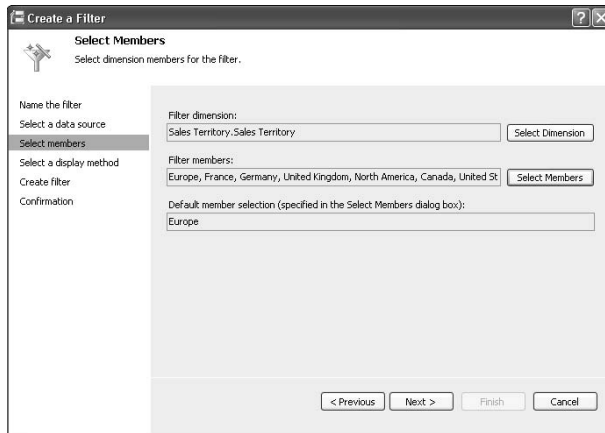 Create a Filter
Select Members
Select dimension members for the filter.
Name the filter
Select a data source
Select members
Select a display method
Create filter
Confirmation
Filter dimension:
Sales Territory.Sales Territory
Select Dimension
Filter members:
Europe, France, Germany, United Kingdom, North America, Canada, United St
Select Members
Default member selection (specified in the Select Members dialog box):
Europe
< Previous
Next >
Finish
Cancel